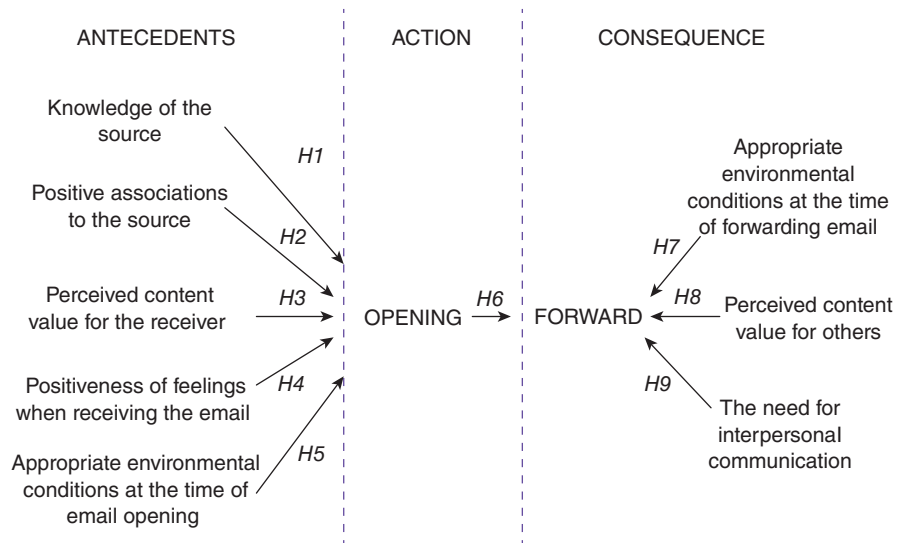 ANTECEDENTS
ACTION
CONSEQUENCE
Knowledge of the
source
H1
Positive associations
to the source
H2
Perceived content
value for the receiver
H3
Positiveness of feelings
when receiving the email
H4
Appropriate environmental
conditions at the time of
email opening
H5
OPENING
H6
FORWARD
Appropriate
environmental
conditions at the time
of forwarding email
H7
H8
Perceived content
value for others
H9
The need for
interpersonal
communication